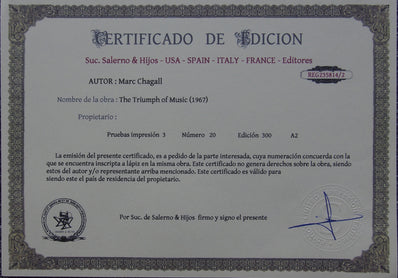 CERTIFICADO DE EDICION
Suc. Salerno & Hijos - USA - SPAIN - ITALY - FRANCE - Editores
REG255814/2
AUTOR : Marc Chagall
Nombre de la obra : The Triumph of Music (1967)
Propietario :
Pruebas impresión 3 Número 20 Edición 300 A2
La emisión del presente certificado, es a pedido de la parte interesada, cuya numeración concuerda con la
que se encuentra inscripta a lápiz en la misma obra. Este certificado no genera derechos sobre la obra, siendo
estos del autor y/o representante arriba mencionado. Este certificado es válido para
siendo este el país de residencia del propietario.
Por Suc. de Salerno & Hijos firmo y signo el presente